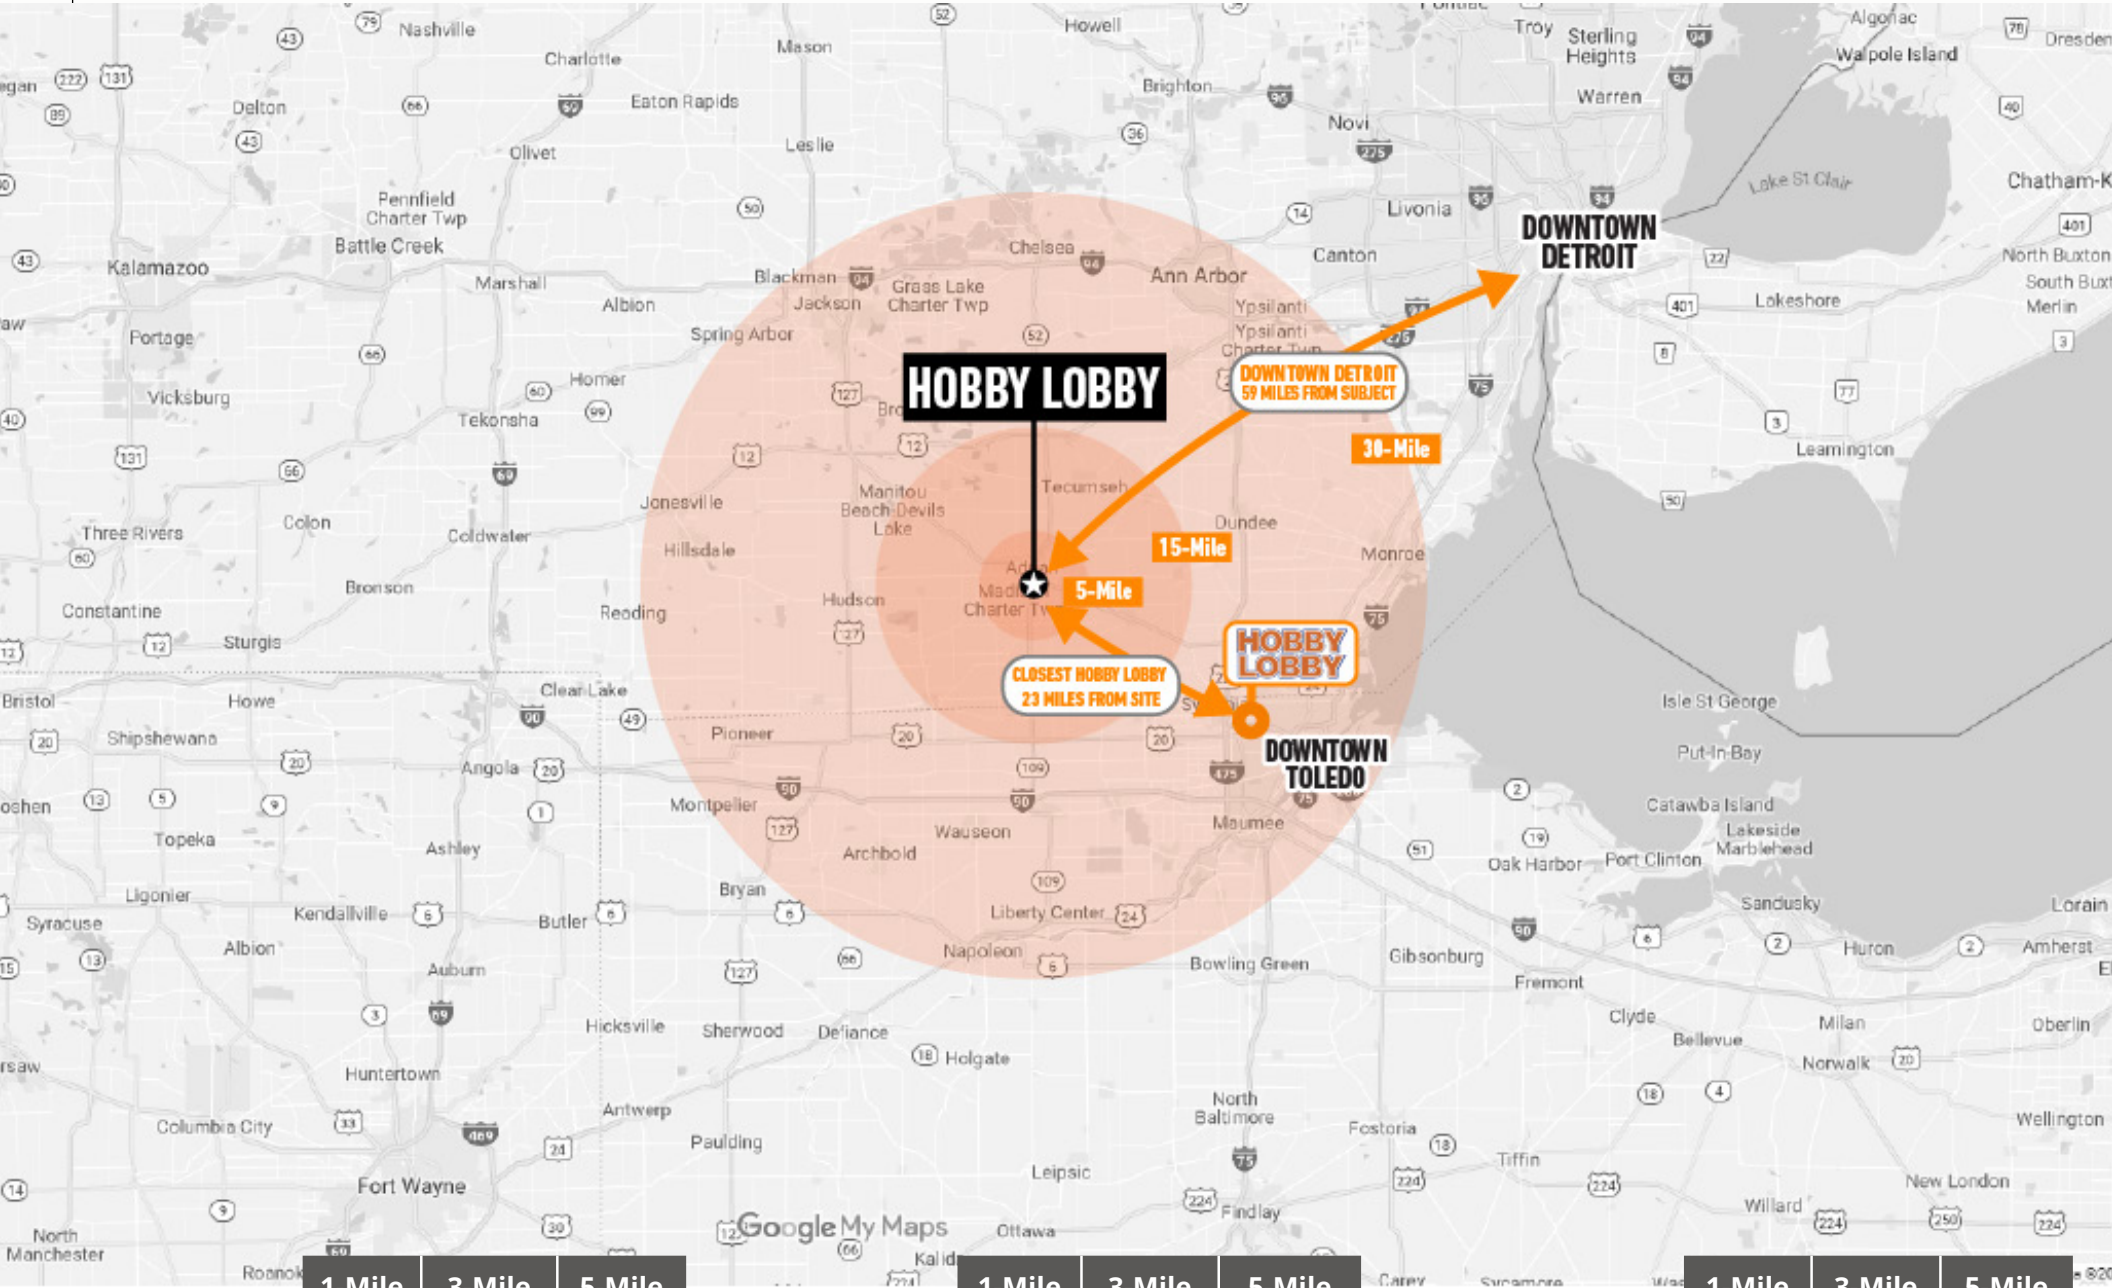 Nashville
Charlotte
Mason
Howell
Troy
Sterling
Heights
Algonac
Walpole Island
Dresden
Delton
Eaton Rapids
Brighton
Warren
Olivet
Leslie
Novi
Pennfield
Charter Twp
Battle Creek
Livonia
Lake St Clair
Chatham-K
DOWNTOWN
DETROIT
Kalamazoo
Marshall
Albion
Blackman
Jackson
Spring Arbor
Grass Lake
Charter Twp
Chelsea
Ann Arbor
Canton
Ypsilanti
Ypsilanti
Charter Twp
North Buxton
South Buxt
Merlin
Lakeshore
Portage
Vicksburg
Homer
Tekonsha
HOBBY LOBBY
DOWNTOWN DETROIT
59 MILES FROM SUBJECT
30-Mile
Leamington
Three Rivers
Colon
Coldwater
Jonesville
Hillsdale
Manitou
Beach-Devils
Lake
Tecumseh
Dundee
15-Mile
Monroe
Constantine
Bronson
Reading
Hudson
Charter Twp
5-Mile
Sturgis
HOBBY
LOBBY
CLOSEST HOBBY LOBBY
23 MILES FROM SITE
Bristol
Howe
Clear Lake
Isle St George
Shipshewana
Pioneer
DOWNTOWN
TOLEDO
Put-In-Bay
Angola
Montpelier
Wauseon
Maumee
Catawba Island
Lakeside
Marblehead
Topeka
Ashley
Archbold
Oak Harbor
Port Clinton
Ligonier
Bryan
Syracuse
Kendallville
Butler
Liberty Center
Sandusky
Lorain
Albion
Auburn
Napoleon
Bowling Green
Gibsonburg
Huron
Amherst
Fremont
Hicksville
Sherwood
Defiance
Clyde
Milan
Oberlin
Holgate
Bellevue
Norwalk
Huntertown
Antwerp
North
Baltimore
Columbia City
Paulding
Fostoria
Wellington
Leipsic
Tiffin
Fort Wayne
New London
Willard
Findlay
North
Manchester
Google My Maps
Ottawa
1 Mile 3 Mile 5 Mile
1 Mile 3 Mile 5 Mile
1 Mile 3 Mile 5 Mile